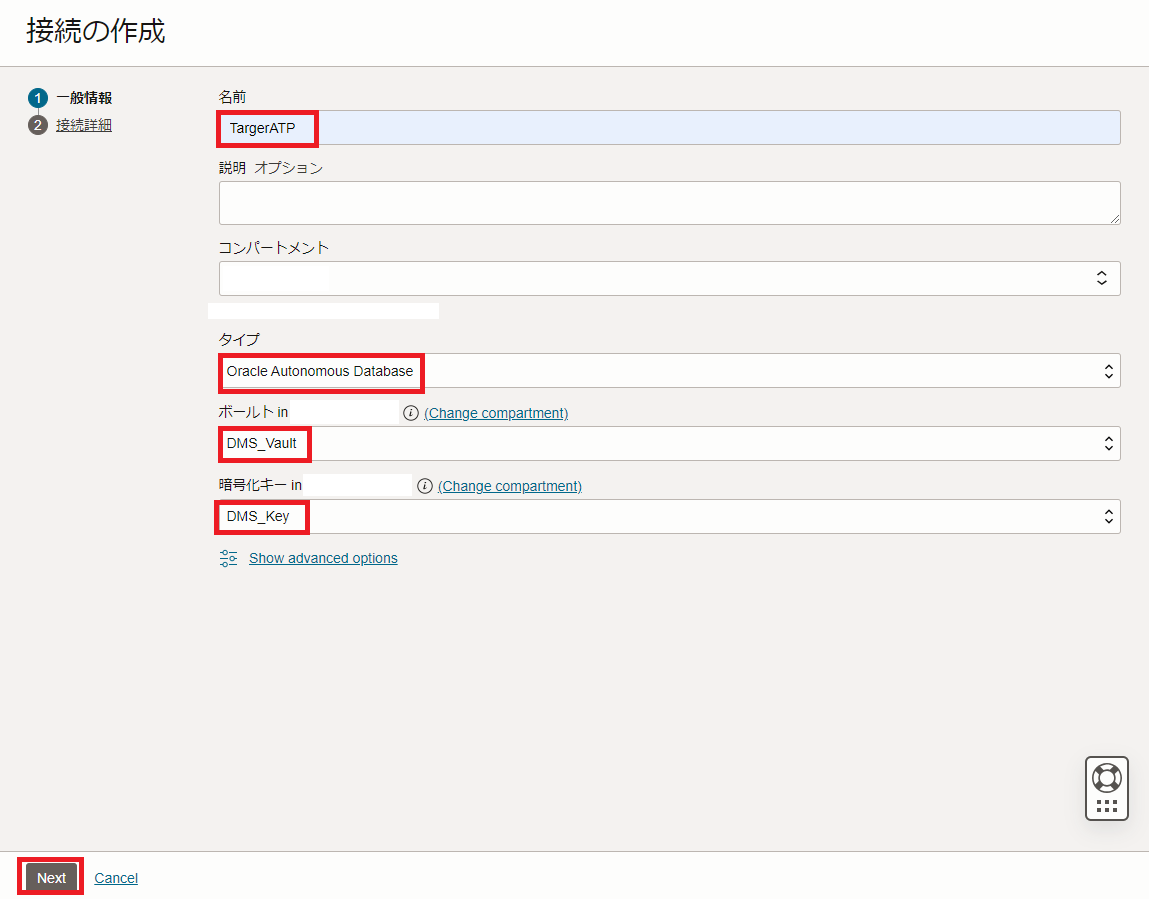 接続の作成
1 一般情報
2 接続詳細
名前
TargerATP
説明 オプション
コンパートメント
タイプ
Oracle Autonomous Database
ボールト in (Change compartment)
DMS_Vault
暗号化キー in (Change compartment)
DMS_Key
Show advanced options
Next Cancel